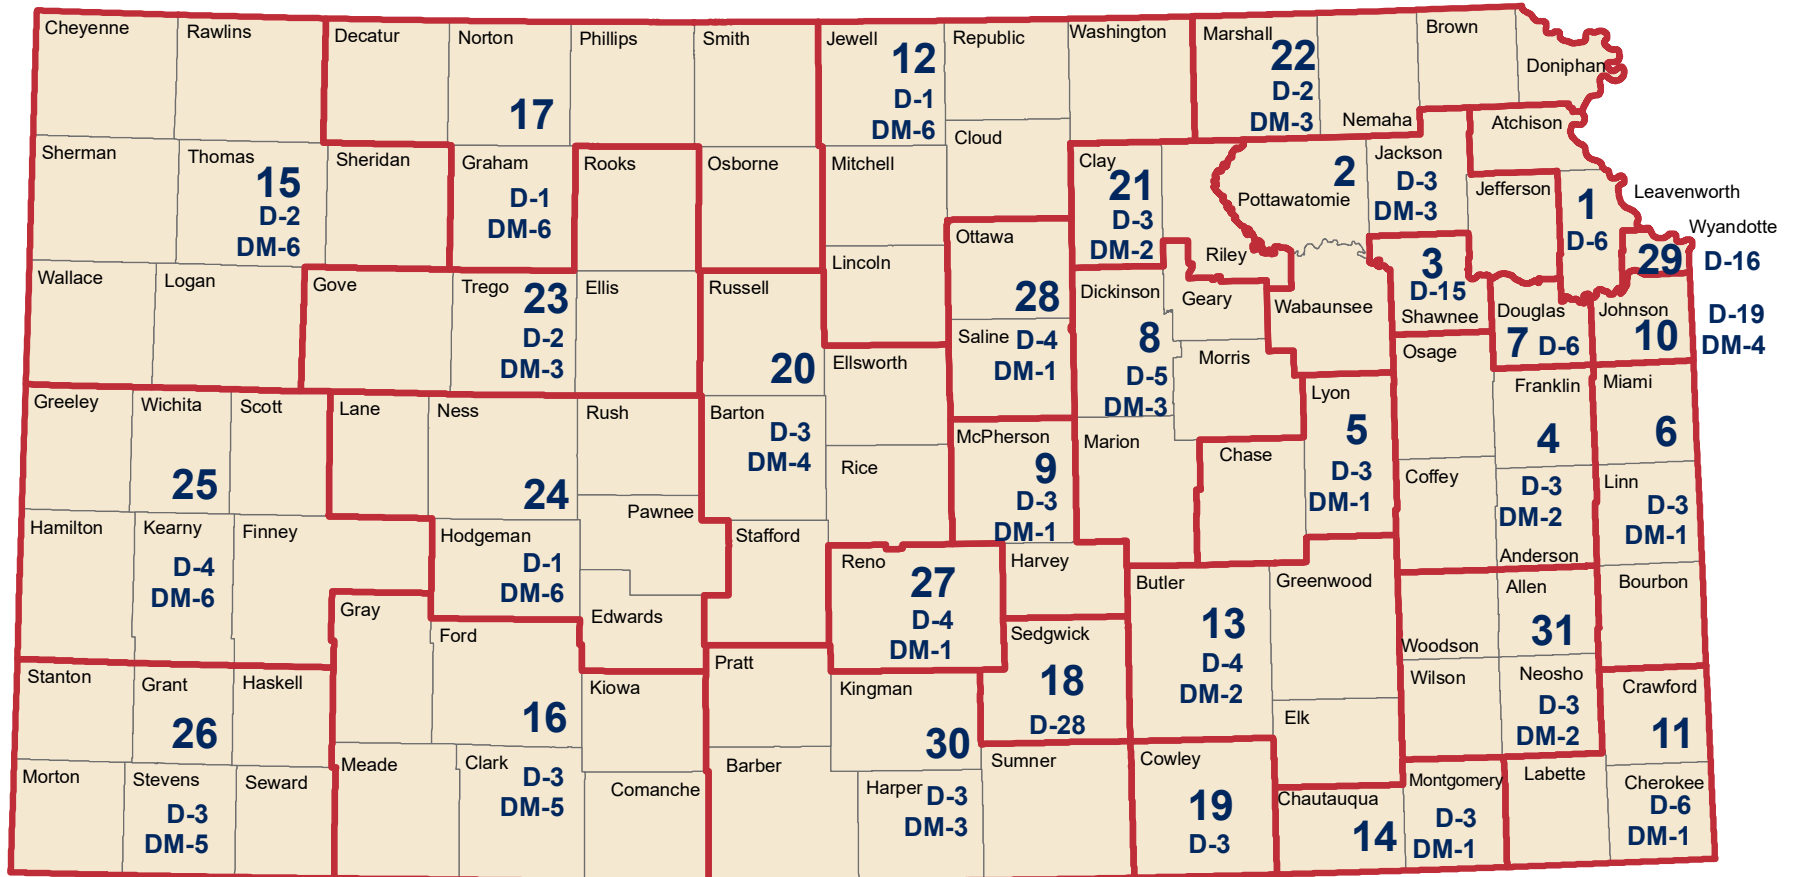 Cheyenne
Rawlins
Decatur
Norton
Phillips
Smith
Jewell
Republic
Washington
Marshall
Brown
Doniphan
12
D-1
DM-6
22
D-2
DM-3
17
Nemaha
Atchison
Sherman
Thomas
Sheridan
Graham
Rooks
Osborne
Mitchell
Cloud
Clay
Jackson
15
D-2
DM-6
D-1
DM-6
21
D-3
DM-2
2
Pottawatomie
D-3
DM-3
Jefferson
1
D-6
Leavenworth
Wyandotte
29
D-16
Wallace
Logan
Gove
Trego
Ellis
Russell
Lincoln
Ottawa
Riley
23
D-2
DM-3
20
28
Saline
D-4
DM-1
Dickinson
Geary
Wabaunsee
8
D-5
DM-3
Morris
3
D-15
Shawnee
Douglas
7
D-6
Johnson
10
D-19
DM-4
Osage
Franklin
Miami
Greeley
Wichita
Scott
Lane
Ness
Rush
Barton
Ellsworth
25
24
D-3
DM-4
Rice
McPherson
9
D-3
DM-1
Marion
Chase
Lyon
5
D-3
DM-1
4
6
Coffey
D-3
DM-2
Anderson
Linn
D-3
DM-1
Hamilton
Kearny
Finney
Hodgeman
Pawnee
Stafford
D-4
DM-6
D-1
DM-6
Reno
27
D-4
DM-1
Harvey
Butler
Greenwood
13
D-4
DM-2
Allen
Bourbon
Woodson
31
Gray
Ford
Edwards
Sedgwick
18
D-28
Wilson
Neosho
D-3
DM-2
Crawford
11
Stanton
Grant
Haskell
26
16
Kiowa
Pratt
Kingman
30
Elk
Morton
Stevens
Seward
D-3
DM-5
Meade
Clark
D-3
DM-5
Comanche
Barber
Harper
D-3
DM-3
Sumner
Cowley
19
D-3
Chautauqua
14
Montgomery
D-3
DM-1
Labette
Cherokee
D-6
DM-1